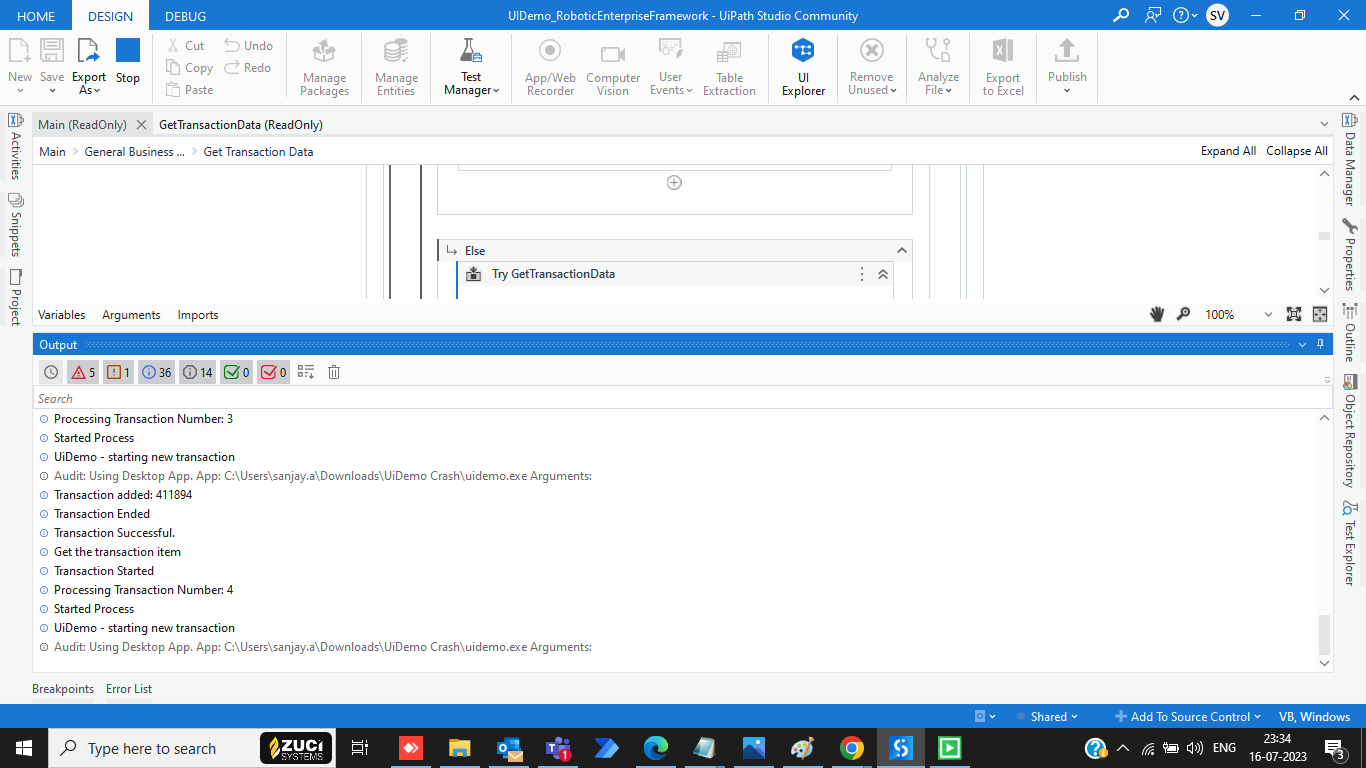 HOME DESIGN DEBUG UIDemo_RoboticEnterpriseFramework - UiPath Studio Community SV
New Save Export As Stop Cut Copy Paste Undo Redo Manage Packages Manage Entities Test Manager App/Web Recorder Computer Vision User Events Table Extraction UI Explorer Remove Unused Analyze File Export to Excel Publish
Main (ReadOnly) GetTransactionData (ReadOnly)
Main General Business ... Get Transaction Data Expand All Collapse All
Activities
Snippets
Project
Data Manager
Properties
Outline
Object Repository
Test Explorer
Else
Try GetTransactionData
Variables Arguments Imports 100%
Output
5 1 36 14 0 0
Search
Processing Transaction Number: 3
Started Process
UiDemo - starting new transaction
Audit: Using Desktop App. App: C:\Users\sanjay.a\Downloads\UiDemo Crash\uidemo.exe Arguments:
Transaction added: 411894
Transaction Ended
Transaction Successful.
Get the transaction item
Transaction Started
Processing Transaction Number: 4
Started Process
UiDemo - starting new transaction
Audit: Using Desktop App. App: C:\Users\sanjay.a\Downloads\UiDemo Crash\uidemo.exe Arguments:
Breakpoints Error List
Shared Add To Source Control VB, Windows
Type here to search ZUCI SYSTEMS 1 ENG 23:34
16-07-2023 3